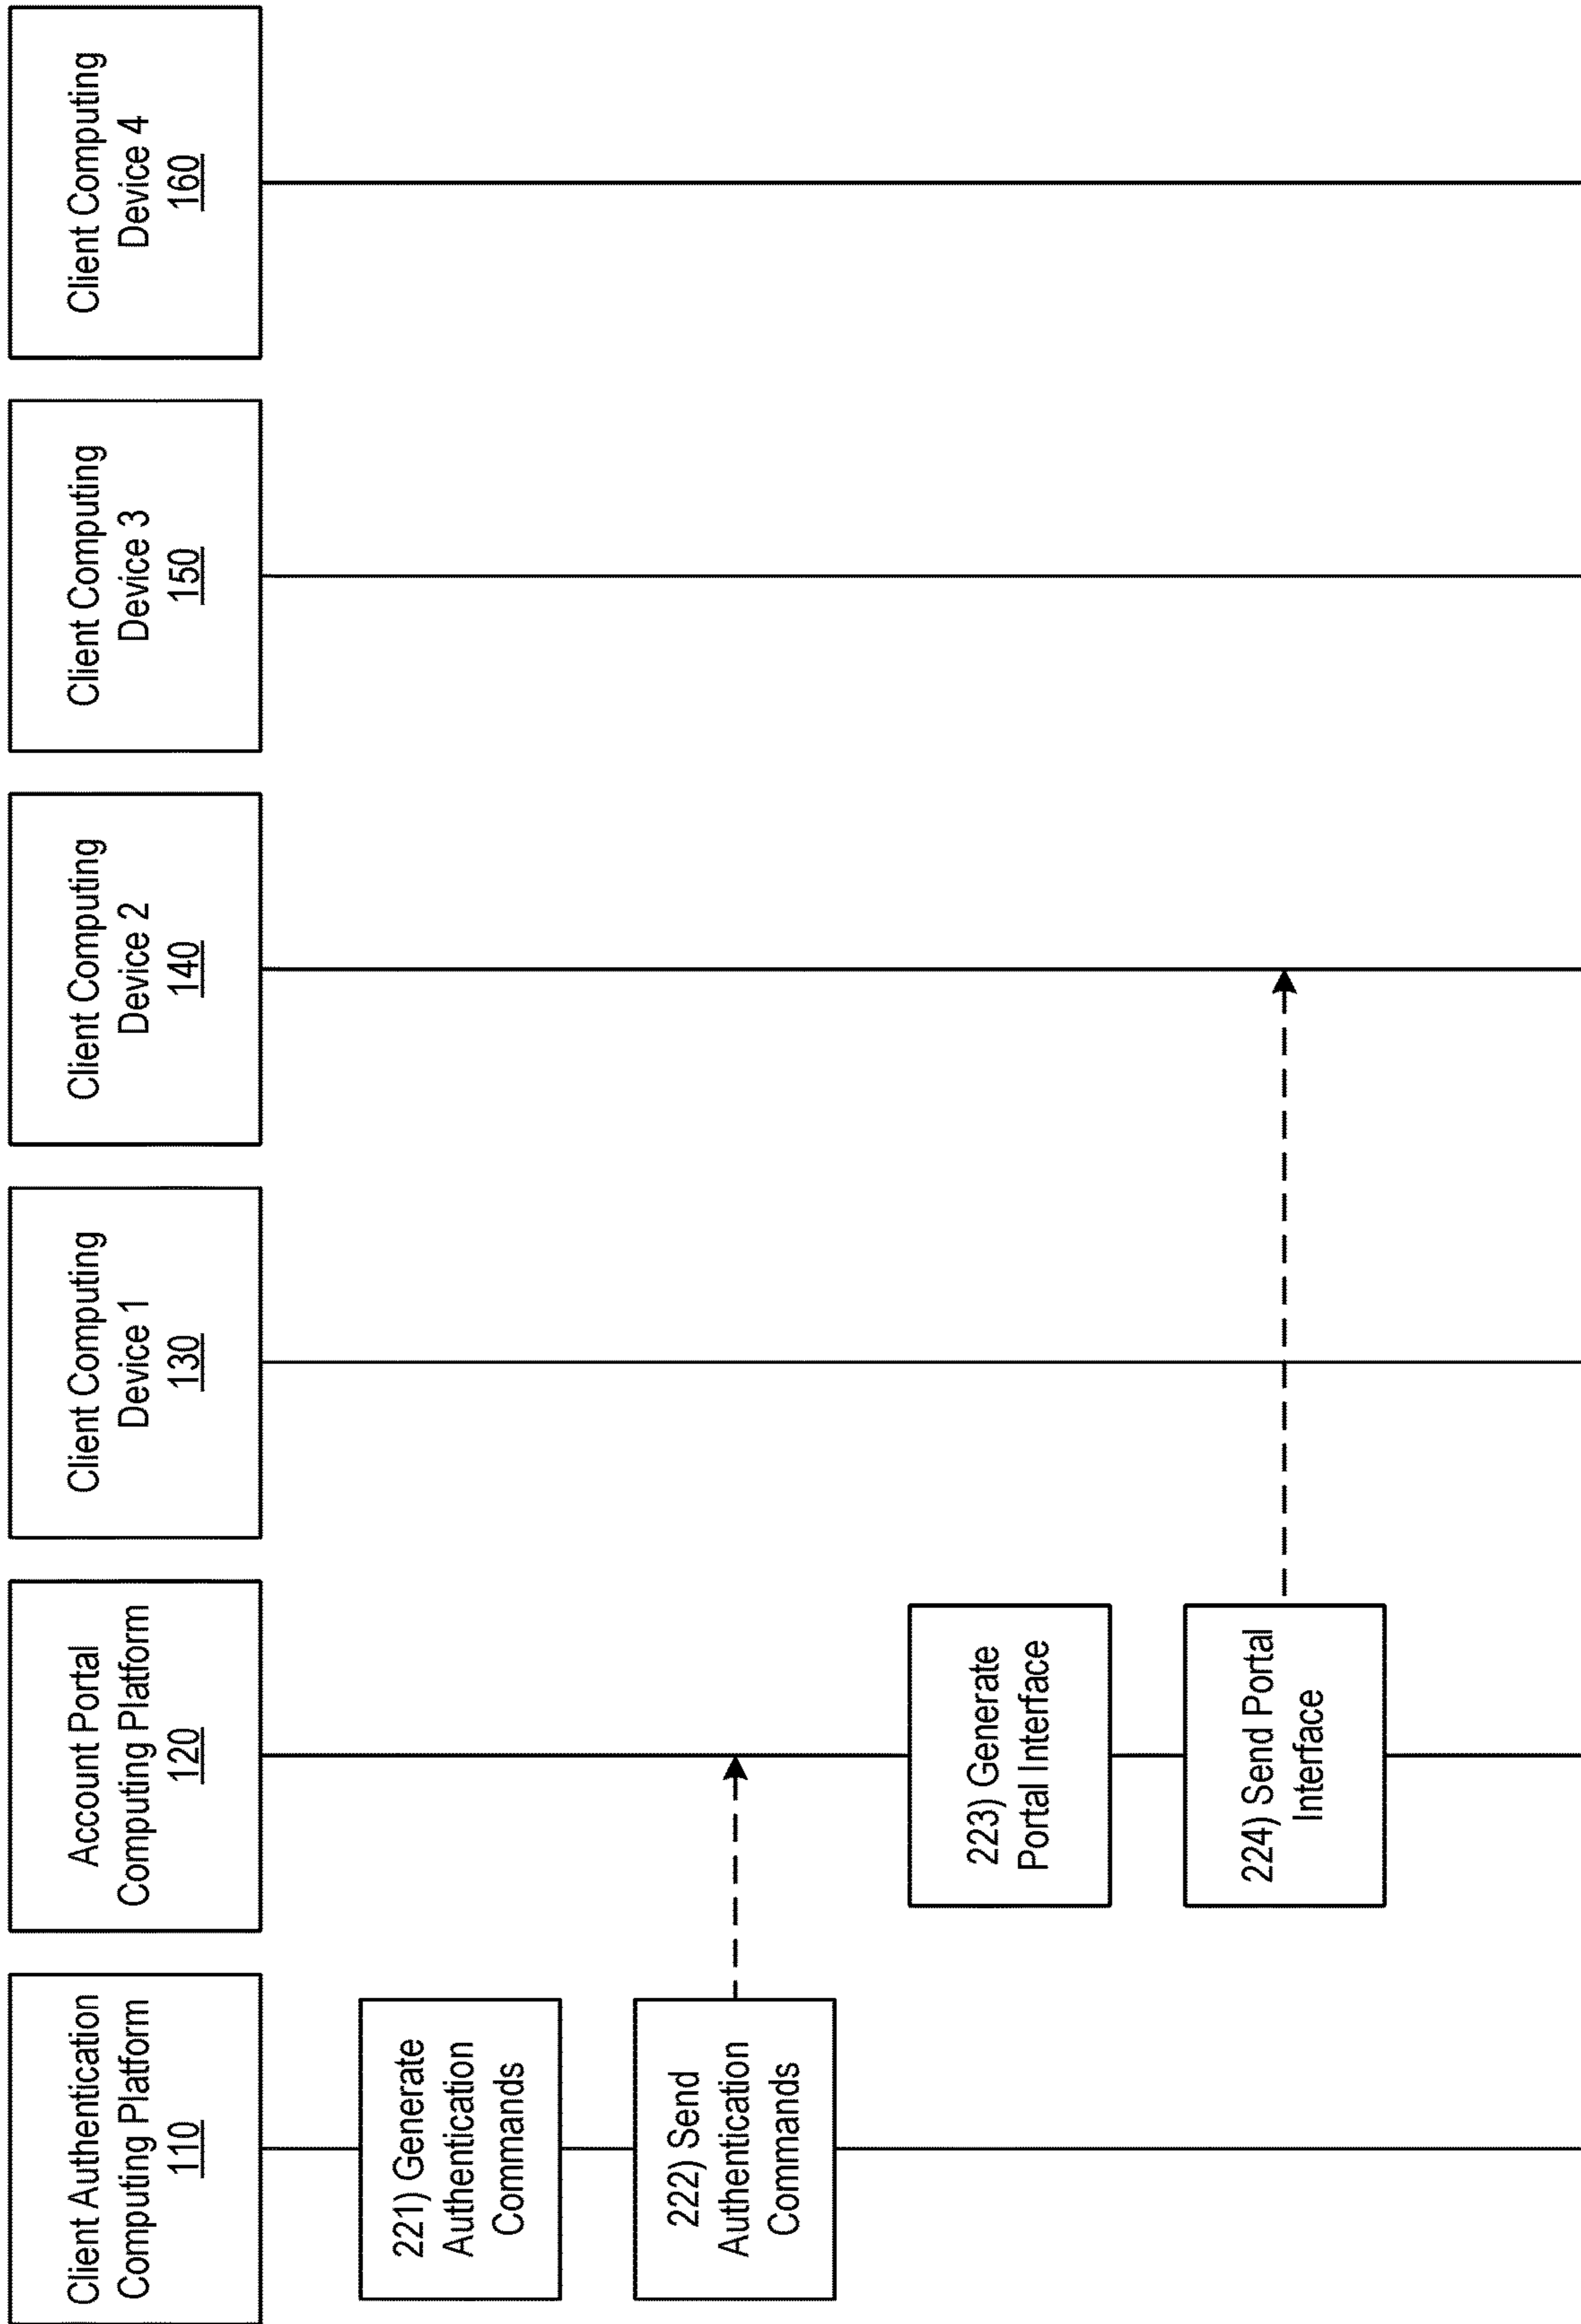 Client Authentication
Computing Platform
110
Account Portal
Computing Platform
120
Client Computing
Device 1
130
Client Computing
Device 2
140
Client Computing
Device 3
150
Client Computing
Device 4
160
221) Generate
Authentication
Commands
222) Send
Authentication
Commands
223) Generate
Portal Interface
224) Send Portal
Interface